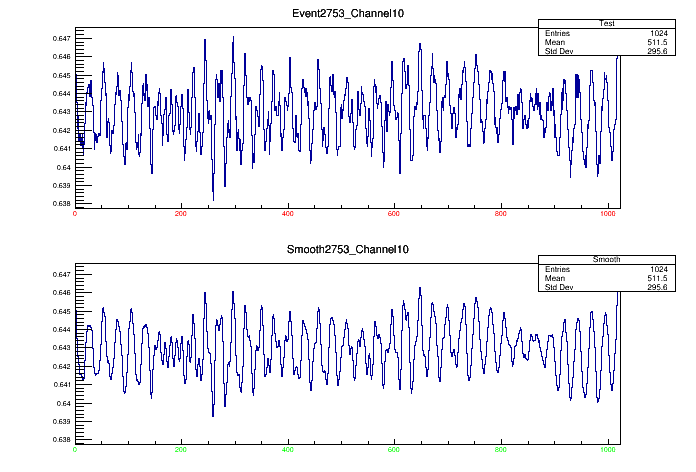 Event2753_Channel10
Test
Entries 1024
Mean 511.5
Std Dev 295.6
0.647
0.646
0.645
0.644
0.643
0.642
0.641
0.64
0.639
0.638
0 200 400 600 800 1000
Smooth2753_Channel10
Smooth
Entries 1024
Mean 511.5
Std Dev 295.6
0.647
0.646
0.645
0.644
0.643
0.642
0.641
0.64
0.639
0.638
0 200 400 600 800 1000